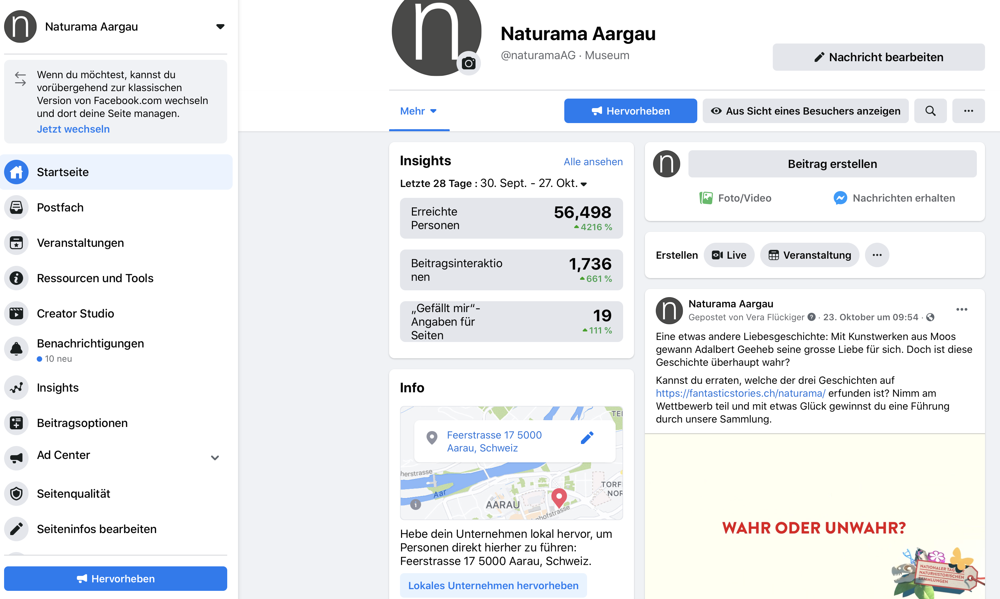 Naturama Aargau
Wenn du möchtest, kannst du
vorübergehend zur klassischen
Version von Facebook.com wechseln
und dort deine Seite managen.
Jetzt wechseln
Startseite
Postfach
Veranstaltungen
Ressourcen und Tools
Creator Studio
Benachrichtigungen
10 neu
Insights
Beitragsoptionen
Ad Center
Seitenqualität
Seiteninfos bearbeiten
Hervorheben
n
Naturama Aargau
@naturamaAG · Museum
Nachricht bearbeiten
Mehr
Hervorheben
Aus Sicht eines Besuchers anzeigen
Insights
Alle ansehen
Letzte 28 Tage : 30. Sept. - 27. Okt.
Erreichte
Personen
56,498
4216 %
Beitragsinteraktio
nen
1,736
661 %
„Gefällt mir“-
Angaben für
Seiten
19
111 %
Info
Feerstrasse 17 5000
Aarau, Schweiz
herstrasse
Aar
AARAU
TORF
NOR
hofstrasse
Hebe dein Unternehmen lokal hervor, um
Personen direkt hierher zu führen:
Feerstrasse 17 5000 Aarau, Schweiz.
Lokales Unternehmen hervorheben
Beitrag erstellen
Foto/Video
Nachrichten erhalten
Erstellen
Live
Veranstaltung
Naturama Aargau
Gepostet von Vera Flückiger · 23. Oktober um 09:54 ·
Eine etwas andere Liebesgeschichte: Mit Kunstwerken aus Moos
gewann Adalbert Geeheb seine grosse Liebe für sich. Doch ist diese
Geschichte überhaupt wahr?
Kannst du erraten, welche der drei Geschichten auf
https://fantasticstories.ch/naturama/ erfunden ist? Nimm am
Wettbewerb teil und mit etwas Glück gewinnst du eine Führung
durch unsere Sammlung.
WAHR ODER UNWAHR?
NATIONALER TAG
NATURHISTORISCHEN
SAMMLUNGEN